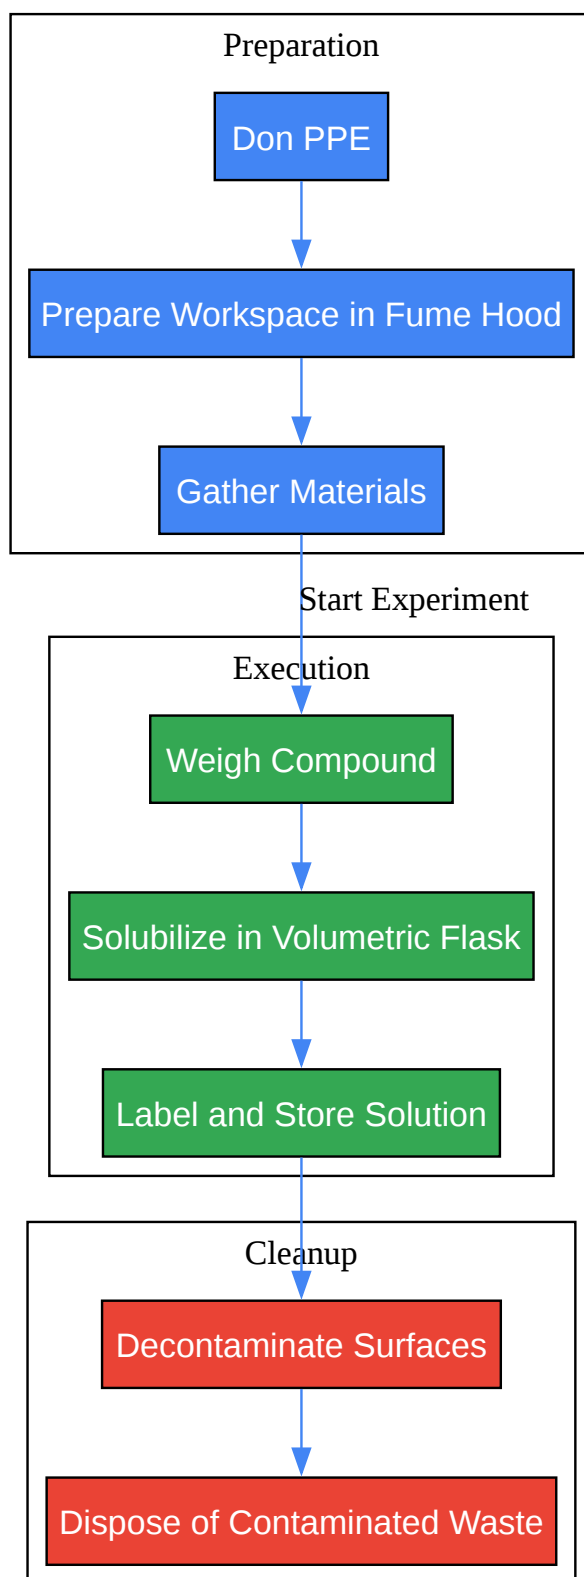 Preparation
Don PPE
Prepare Workspace in Fume Hood
Gather Materials
Start Experiment
Execution
Weigh Compound
Solubilize in Volumetric Flask
Label and Store Solution
Cleanup
Decontaminate Surfaces
Dispose of Contaminated Waste